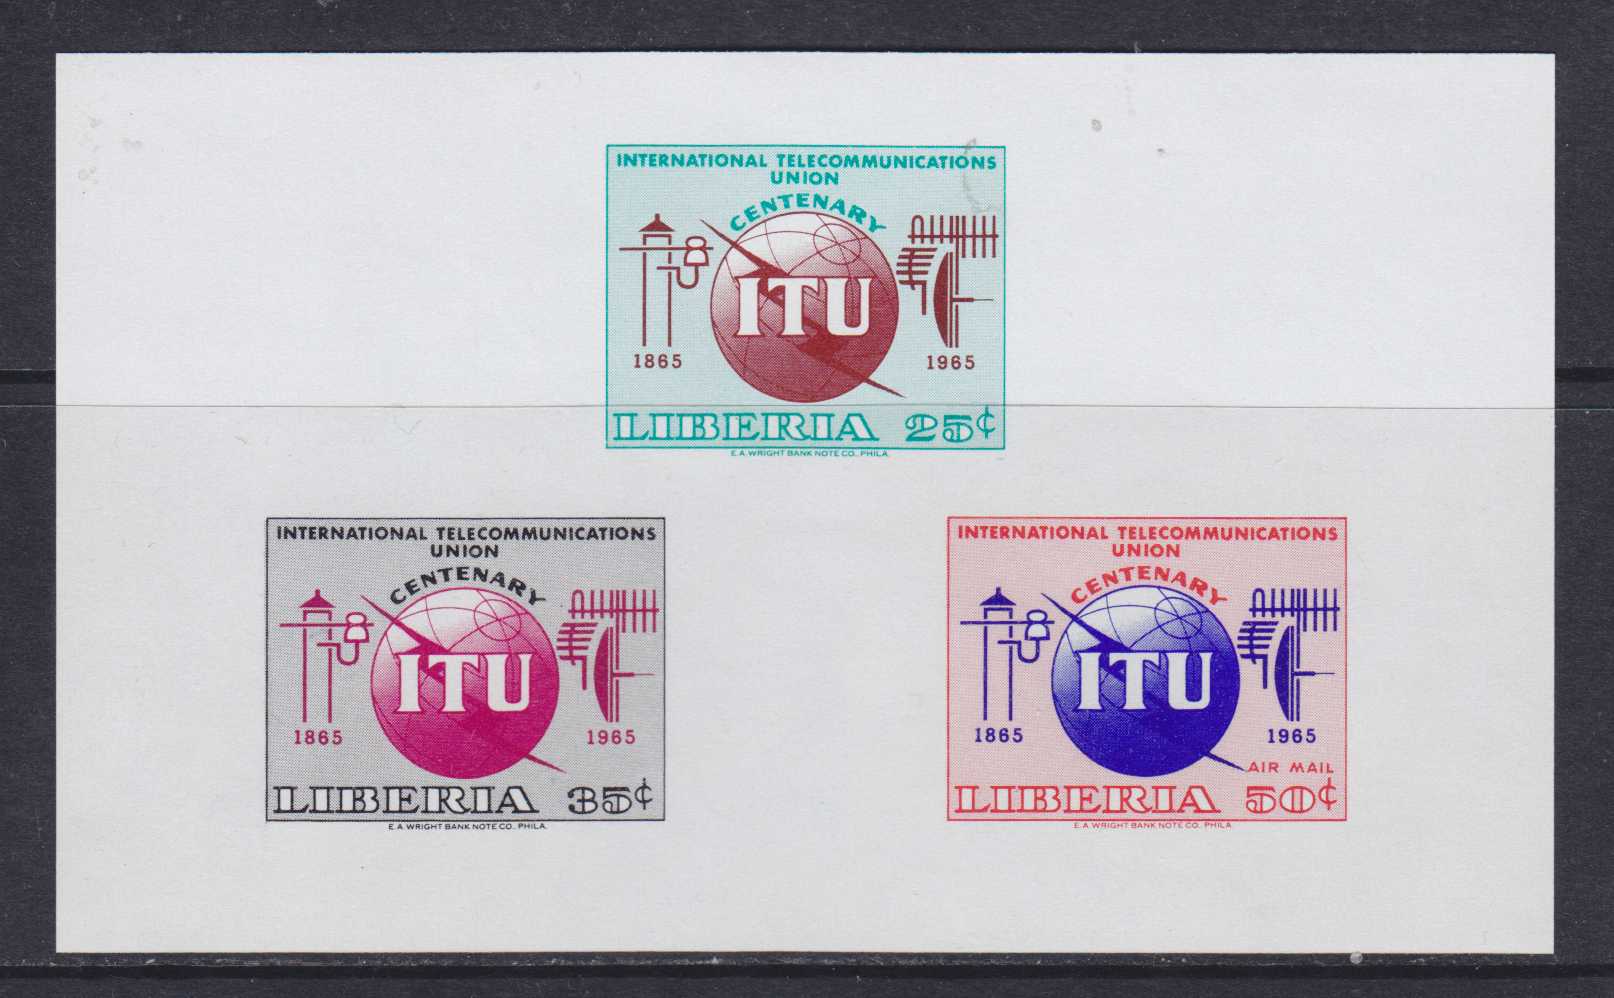 INTERNATIONAL TELECOMMUNICATIONS
UNION
CENTENARY
ITU
1865 1965
LIBERIA 25¢
E.A. WRIGHT BANK NOTE CO., PHILA.
INTERNATIONAL TELECOMMUNICATIONS
UNION
CENTENARY
ITU
1865 1965
LIBERIA 35¢
E.A. WRIGHT BANK NOTE CO., PHILA.
INTERNATIONAL TELECOMMUNICATIONS
UNION
CENTENARY
ITU
1865 1965
AIR MAIL
LIBERIA 50¢
E.A. WRIGHT BANK NOTE CO., PHILA.